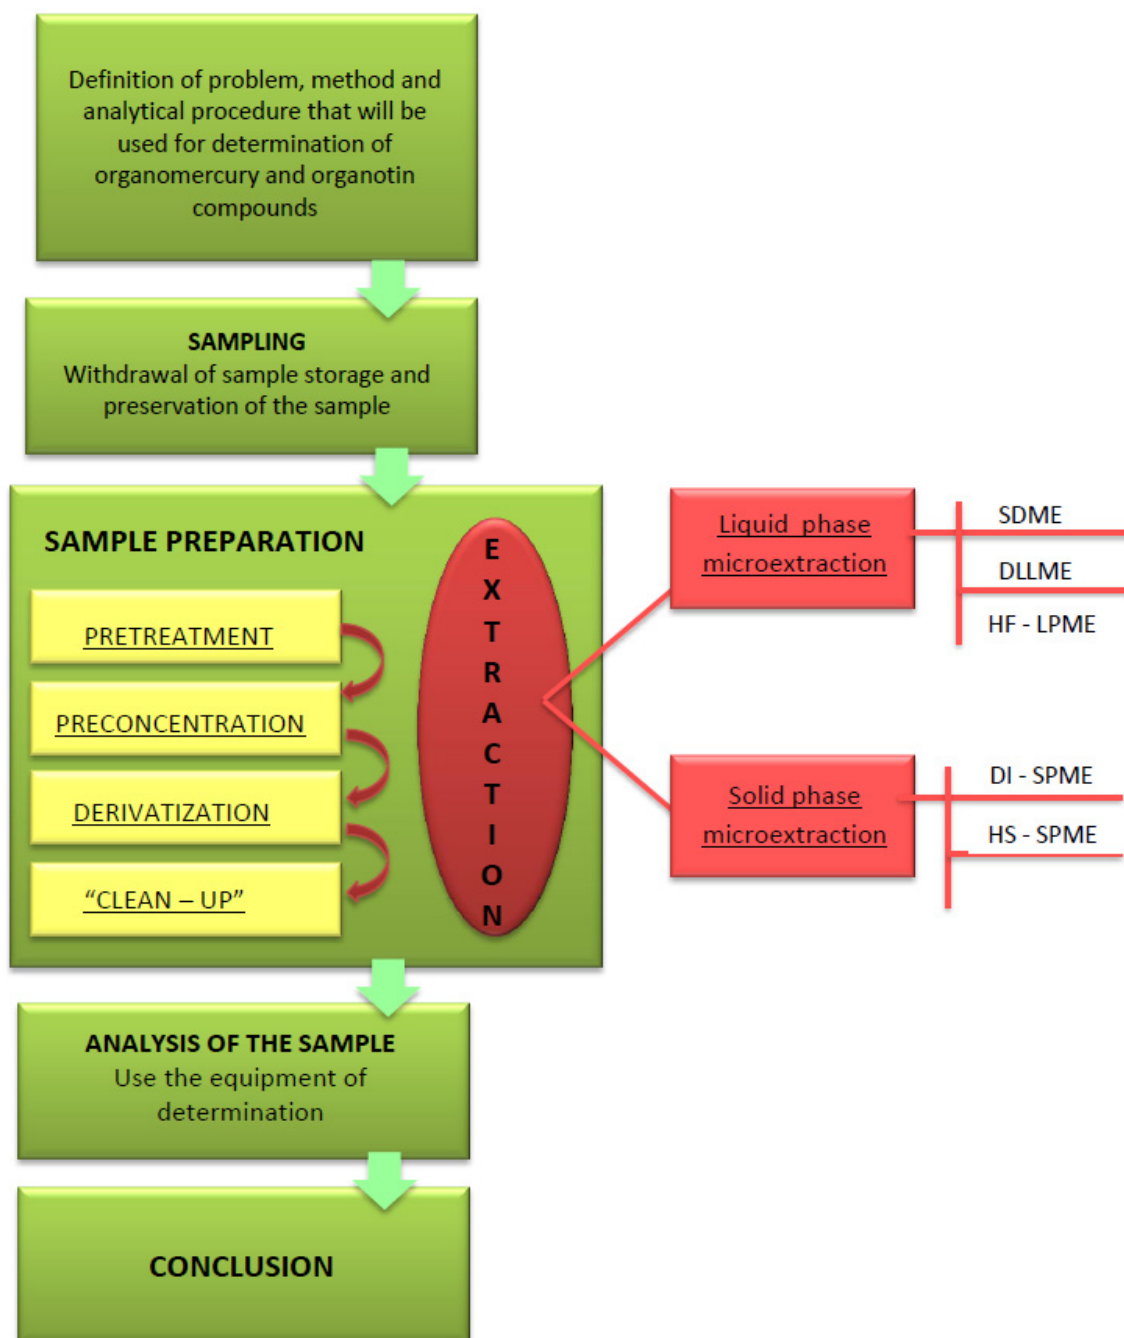 Definition of problem, method and
analytical procedure that will be
used for determination of
organomercury and organotin
compounds
SAMPLING
Withdrawal of sample storage and
preservation of the sample
SAMPLE PREPARATION
PRETREATMENT
PRECONCENTRATION
DERIVATIZATION
“CLEAN – UP”
EXTRACTION
Liquid phase
microextraction
SDME
DLLME
HF - LPME
Solid phase
microextraction
DI - SPME
HS - SPME
ANALYSIS OF THE SAMPLE
Use the equipment of
determination
CONCLUSION